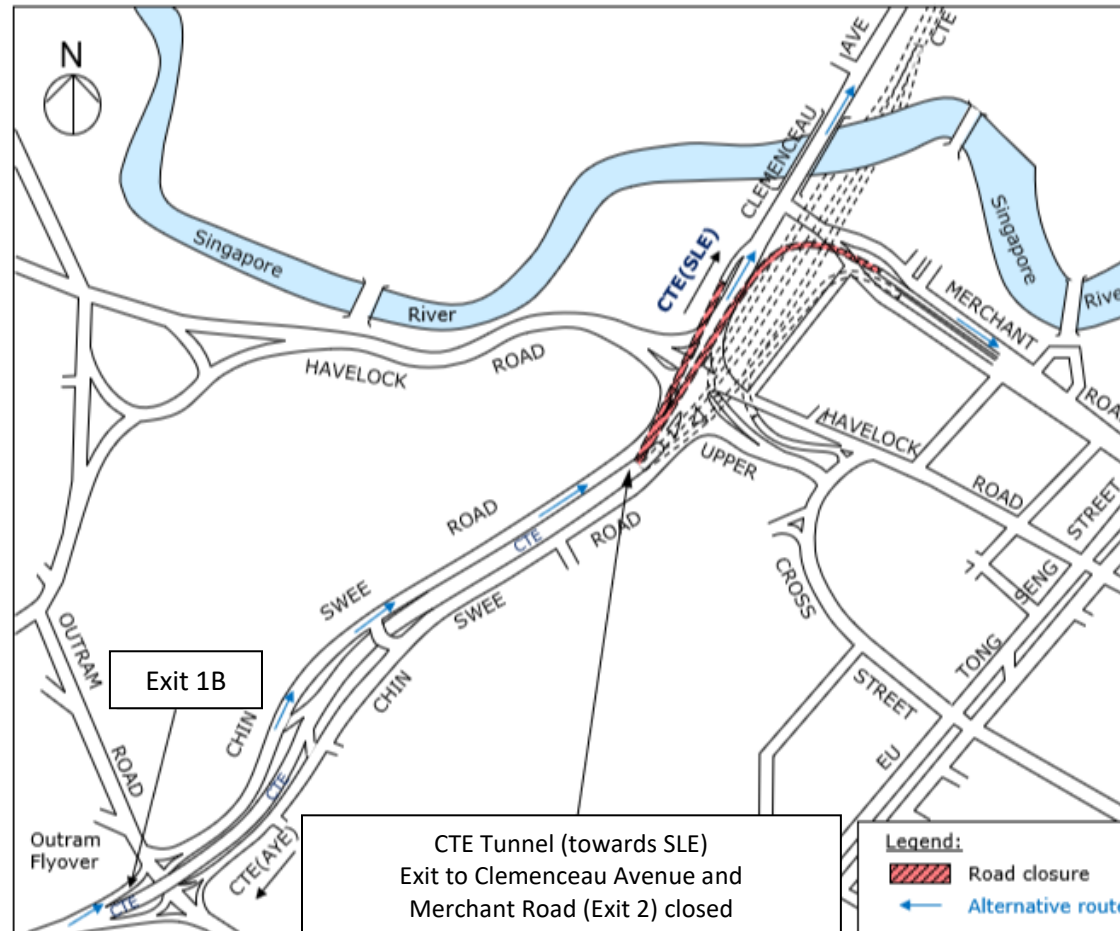 N
AVE
CTE
CLEMENCEAU
Singapore
River
CTE(SLE)
Singapore
River
MERCHANT
ROAD
HAVELOCK
ROAD
HAVELOCK
ROAD
UPPER
CROSS
STREET
STREET
SENG
TONG
EU
ROAD
CTE
ROAD
SWEE
SWEE
CHIN
CHIN
OUTRAM
ROAD
Exit 1B
CTE
CTE(AYE)
Outram
Flyover
CTE
CTE Tunnel (towards SLE)
Exit to Clemenceau Avenue and
Merchant Road (Exit 2) closed
Legend:
Road closure
Alternative route